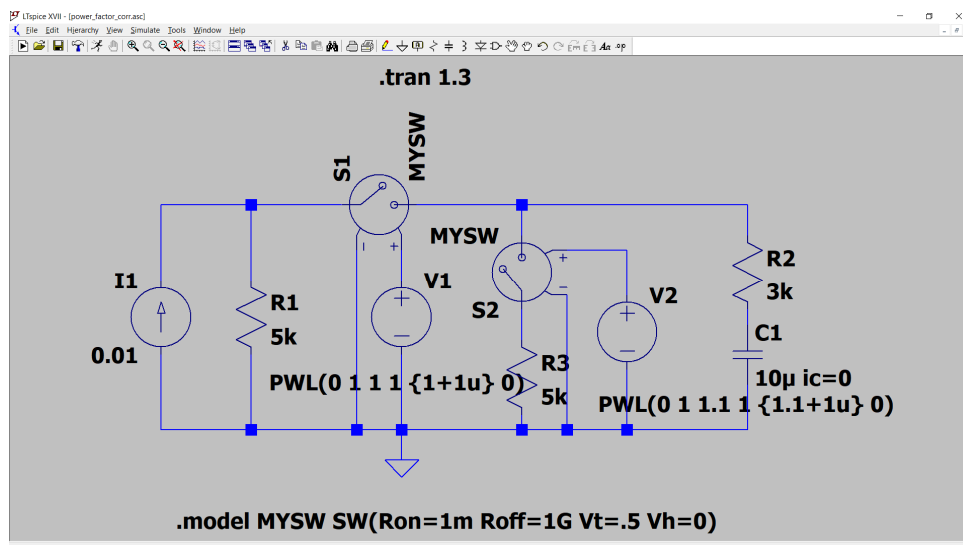 LTspice XVII - [power_factor_corr.asc]
File Edit Hierarchy View Simulate Tools Window Help
.tran 1.3
S1
MYSW
MYSW
I1
0.01
R1
5k
V1
PWL(0 1 1 1 {1+1u} 0)
S2
R3
5k
V2
PWL(0 1 1.1 1 {1.1+1u} 0)
R2
3k
C1
10µ ic=0
.model MYSW SW(Ron=1m Roff=1G Vt=.5 Vh=0)